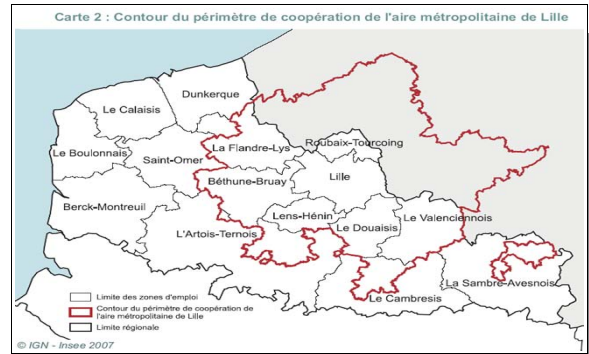 Carte 2 : Contour du périmètre de coopération de l'aire métropolitaine de Lille
Dunkerque
Le Calaisis
La Flandre-Lys
Roubaix-Tourcoing
Le Boulonnais
Saint-Omer
Béthune-Bruay
Lille
Berck-Montreuil
Lens-Hénin
Le Valenciennois
L'Artois-Ternois
Le Douaisis
La Sambre-Avesnois
Le Cambresis
Limite des zones d'emploi
Contour du périmètre de coopération de
l'aire métropolitaine de Lille
Limite régionale
© IGN - Insee 2007